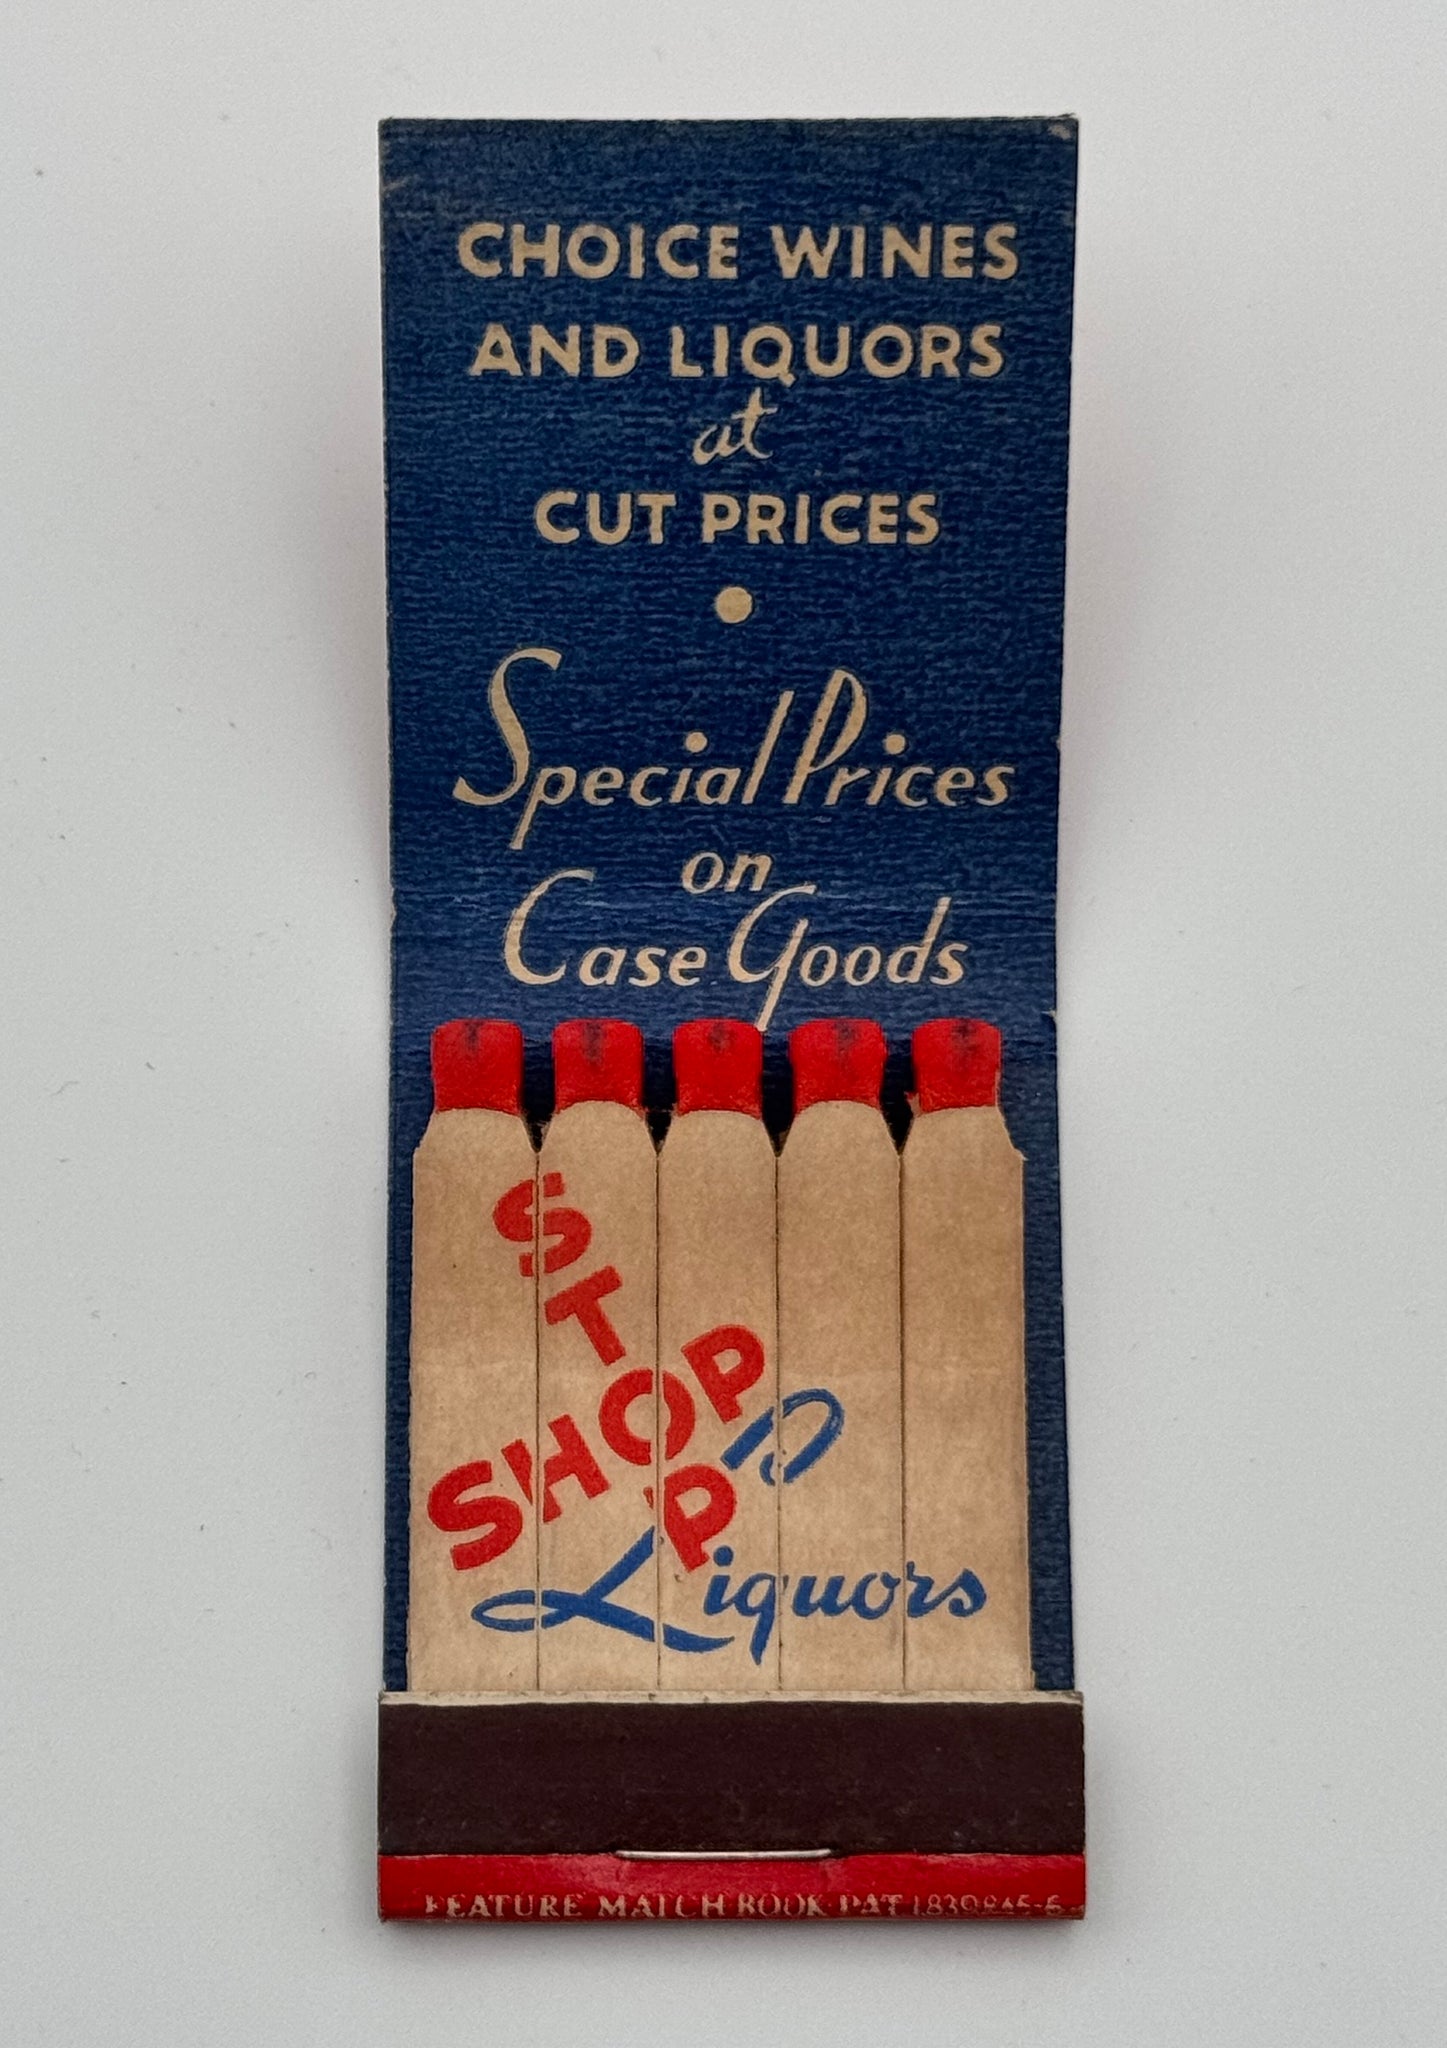 CHOICE WINES
AND LIQUORS
at
CUT PRICES
Special Prices
on
Case Goods
STOP
SHOP
Liquors
FEATURE MATCH BOOK PAT 1839845-6